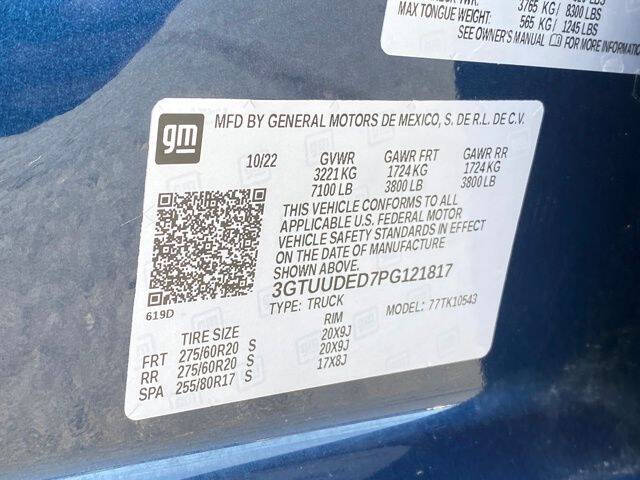 3765 KG / 8300 LBS
MAX TONGUE WEIGHT: 565 KG / 1245 LBS
SEE OWNER'S MANUAL FOR MORE INFORMATION
gm
MFD BY GENERAL MOTORS DE MEXICO, S. DE R.L. DE C.V.
10/22 GVWR GAWR FRT GAWR RR
3221 KG 1724 KG 1724 KG
7100 LB 3800 LB 3800 LB
THIS VEHICLE CONFORMS TO ALL
APPLICABLE U.S. FEDERAL MOTOR
VEHICLE SAFETY STANDARDS IN EFFECT
ON THE DATE OF MANUFACTURE
SHOWN ABOVE.
3GTUUDED7PG121817
619D
TYPE: TRUCK MODEL: 77TK10543
TIRE SIZE RIM
FRT 275/60R20 S 20X9J
RR 275/60R20 S 20X9J
SPA 255/80R17 S 17X8J